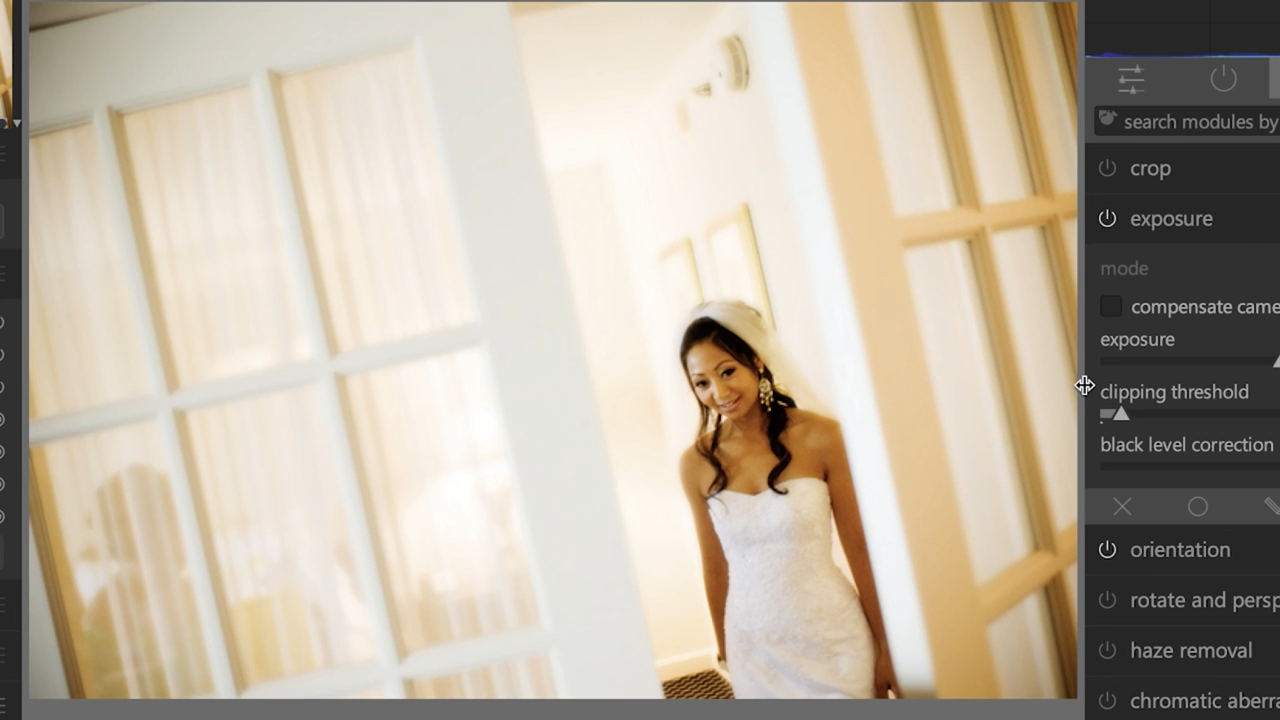 search modules by
crop
exposure
mode
compensate came
exposure
clipping threshold
black level correction
orientation
rotate and persp
haze removal
chromatic aberra